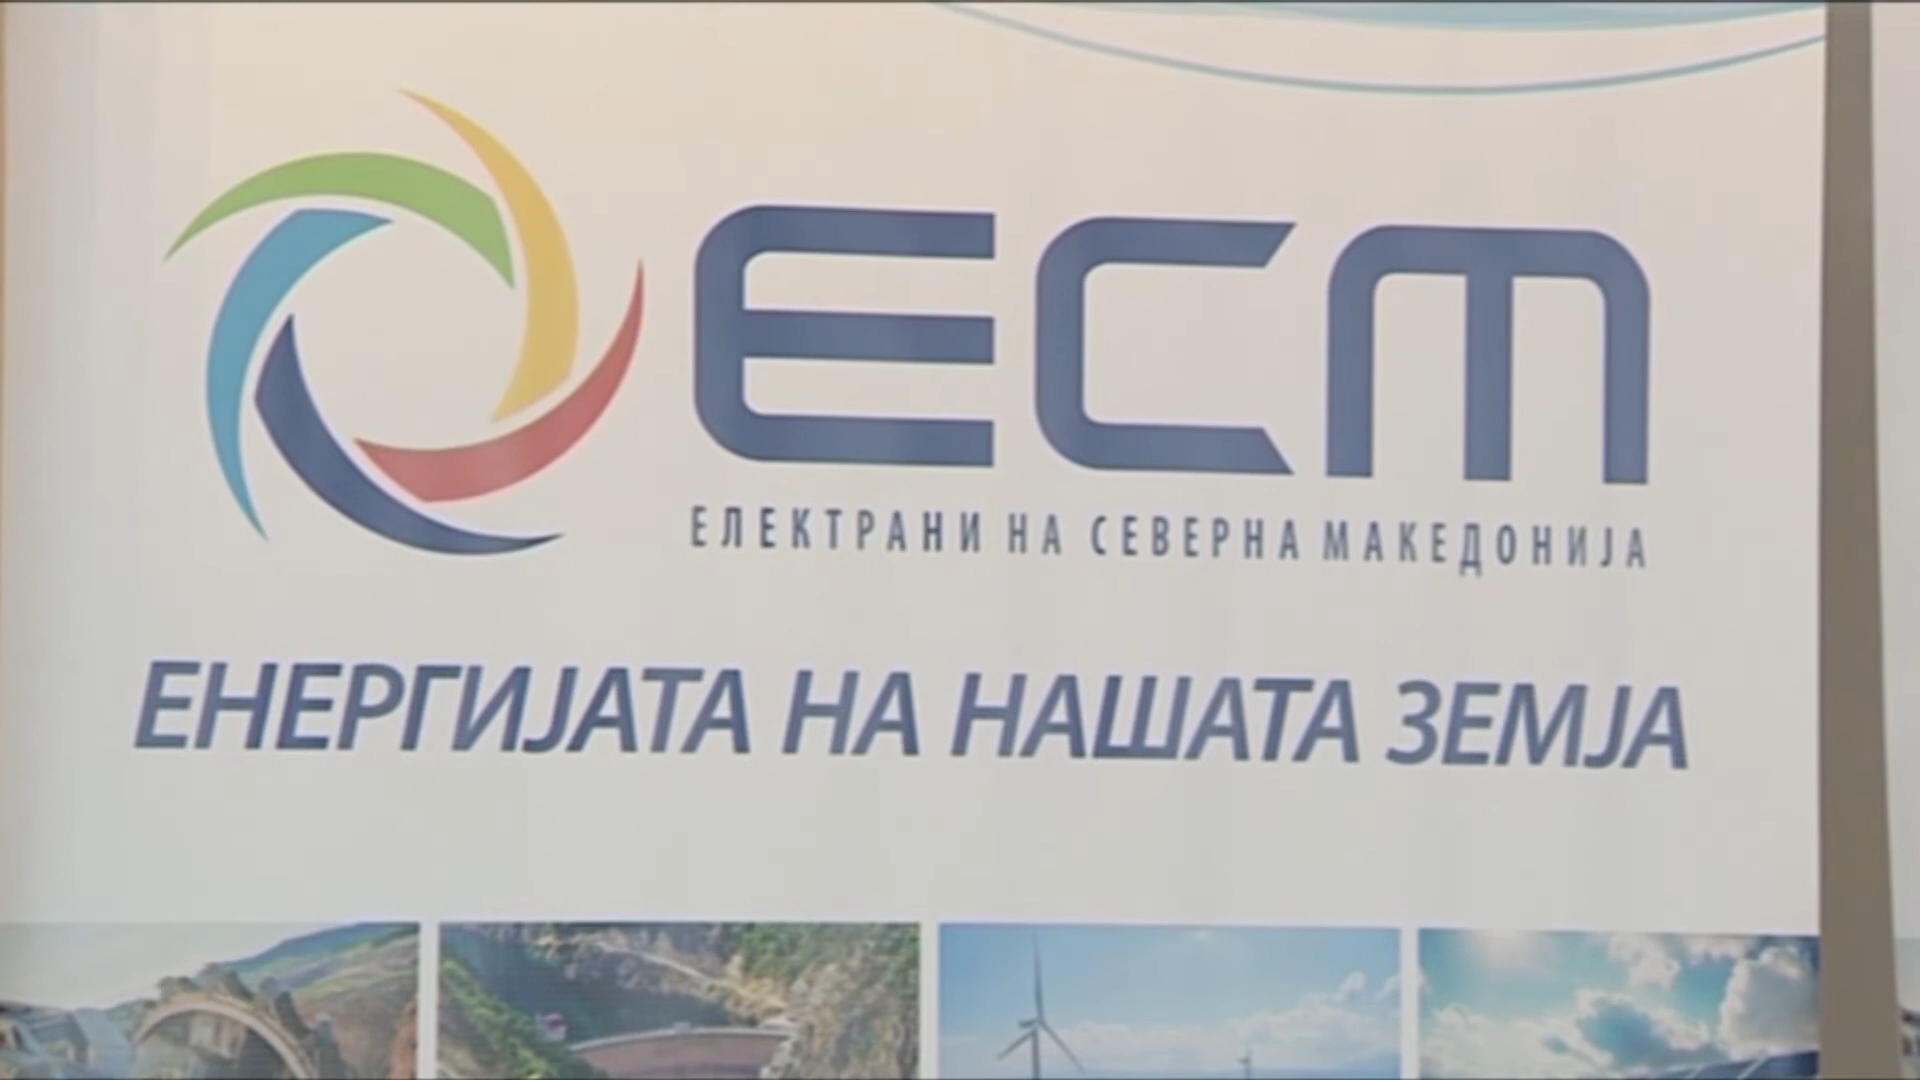 ЕСМ
ЕЛЕКТРАНИ НА СЕВЕРНА МАКЕДОНИЈА
ЕНЕРГИЈАТА НА НАШАТА ЗЕМЈА